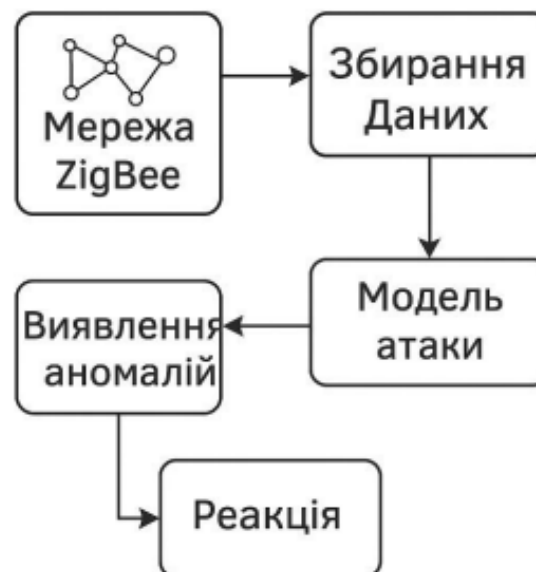 Мережа
ZigBee
Збирання
Даних
Модель
атаки
Виявлення
аномалій
Реакція